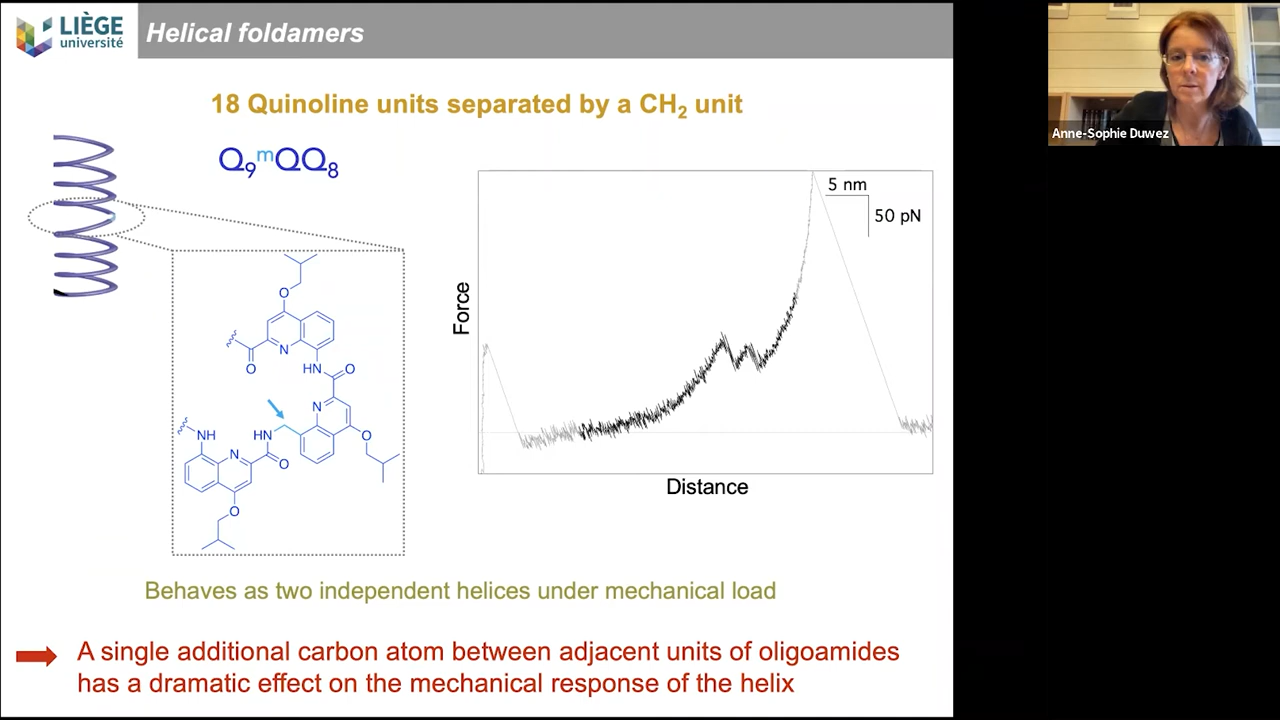 LIÈGE
université
Helical foldamers
Anne-Sophie Duwez
18 Quinoline units separated by a CH₂ unit
Q₉ᵐQQ₈
5 nm
50 pN
Force
Distance
O
O
N
HN
O
N
O
HN
O
NH
N
O
Behaves as two independent helices under mechanical load
A single additional carbon atom between adjacent units of oligoamides
has a dramatic effect on the mechanical response of the helix